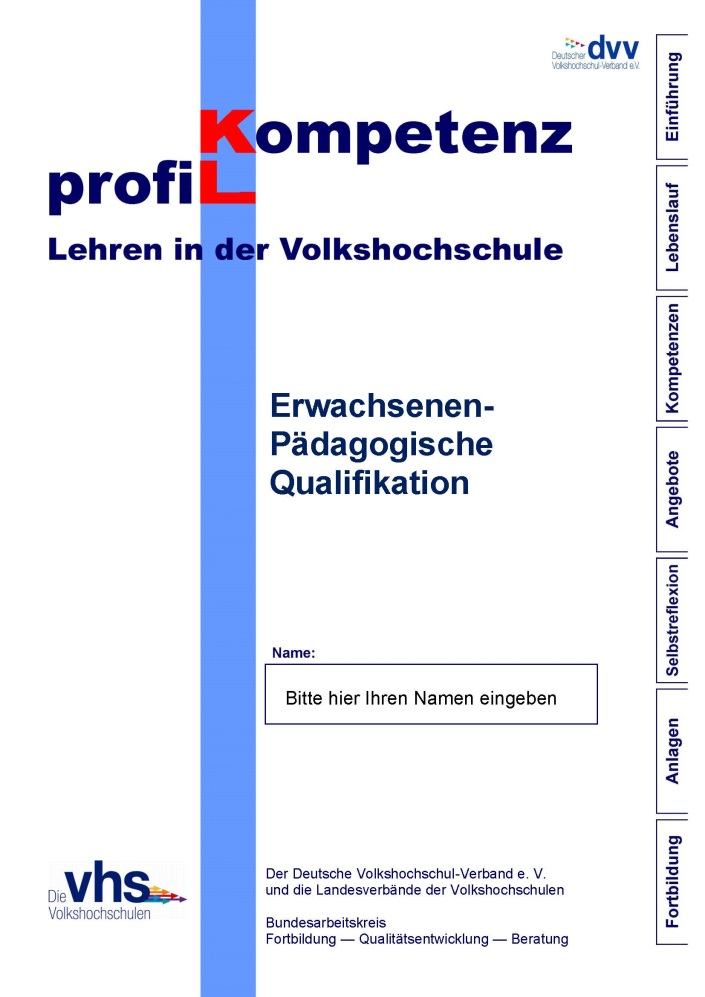 Deutscher dvv
Volkshochschul-Verband e.V.
Kompetenz
profiL
Lehren in der Volkshochschule
Erwachsenen-
Pädagogische
Qualifikation
Name:
Bitte hier Ihren Namen eingeben
Die vhs
Volkshochschulen
Der Deutsche Volkshochschul-Verband e. V.
und die Landesverbände der Volkshochschulen
Bundesarbeitskreis
Fortbildung — Qualitätsentwicklung — Beratung
Einführung
Lebenslauf
Kompetenzen
Angebote
Selbstreflexion
Anlagen
Fortbildung